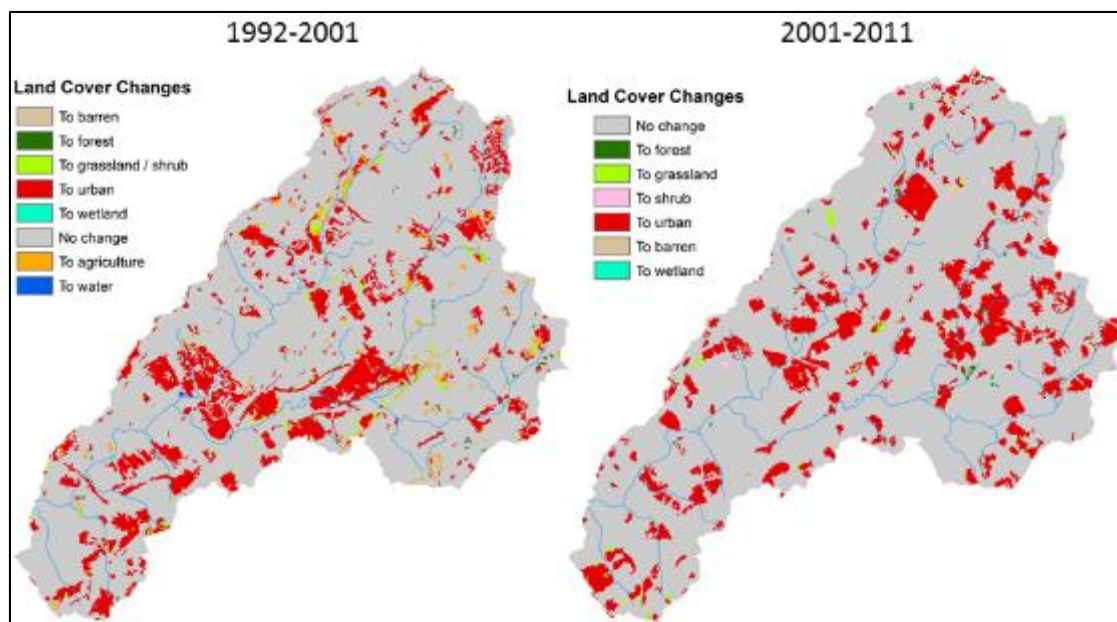 1992-2001
Land Cover Changes
To barren
To forest
To grassland / shrub
To urban
To wetland
No change
To agriculture
To water
2001-2011
Land Cover Changes
No change
To forest
To grassland
To shrub
To urban
To barren
To wetland